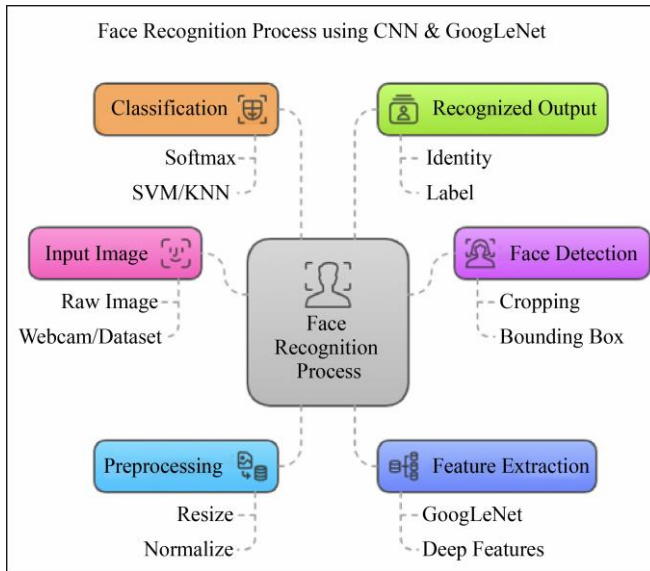 Face Recognition Process using CNN & GoogLeNet
Classification
Softmax
SVM/KNN
Recognized Output
Identity
Label
Input Image
Raw Image
Webcam/Dataset
Face
Recognition
Process
Face Detection
Cropping
Bounding Box
Preprocessing
Resize
Normalize
Feature Extraction
GoogLeNet
Deep Features